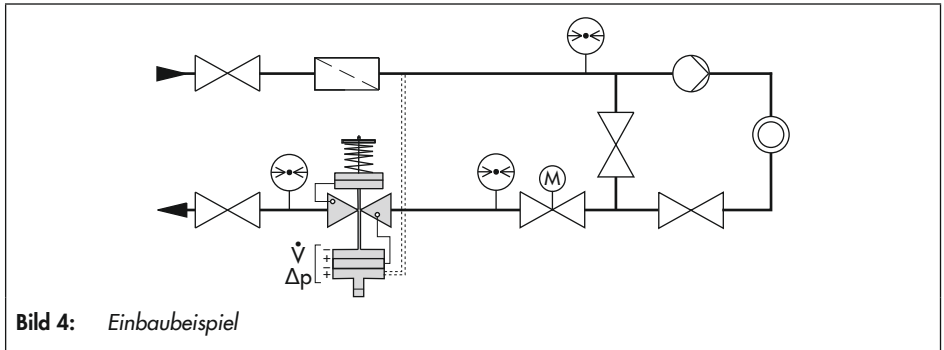 M
V̇
− +
Δp
− +
Bild 4: Einbaubeispiel